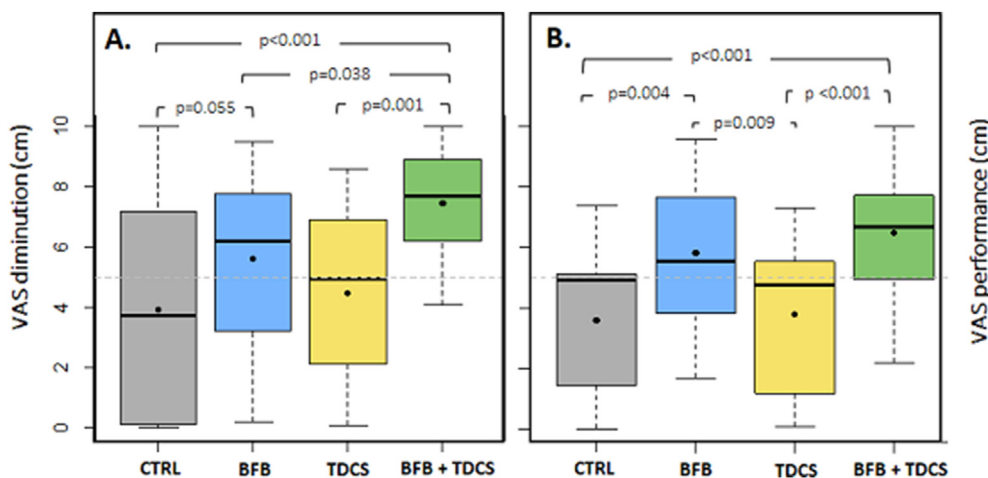 A.
p<0.001
p=0.038
p=0.055
p=0.001
VAS diminution (cm)
10
8
6
4
2
0
CTRL BFB TDCS BFB + TDCS
B.
p<0.001
p=0.004
p <0.001
p=0.009
VAS performance (cm)
CTRL BFB TDCS BFB + TDCS